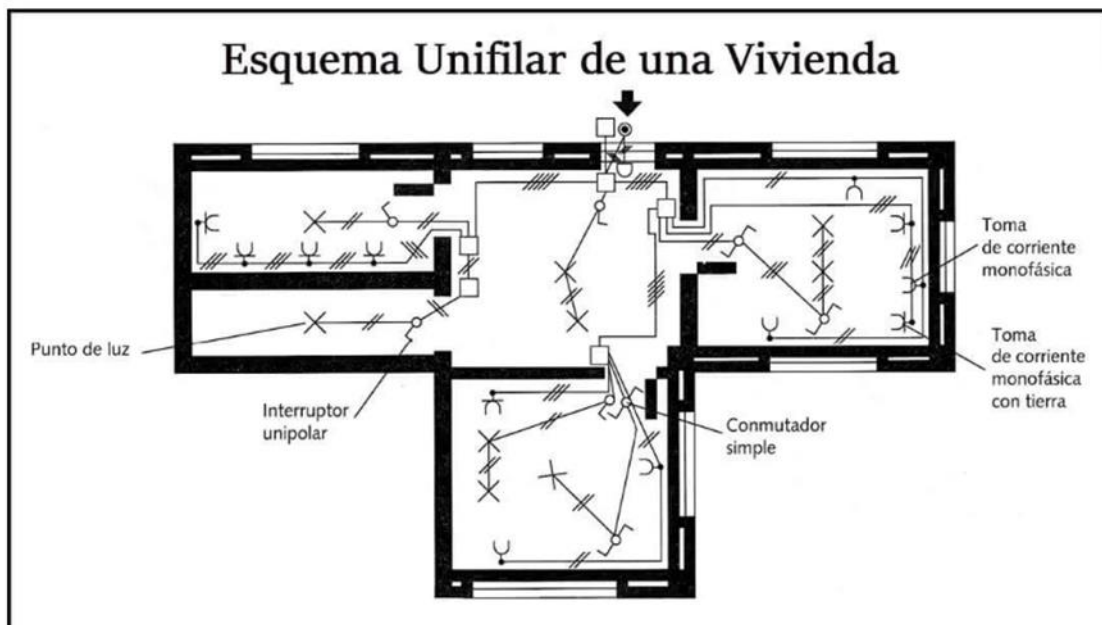 Esquema Unifilar de una Vivienda
Toma
de corriente
monofásica
Toma
de corriente
monofásica
con tierra
Punto de luz
Interruptor
unipolar
Conmutador
simple